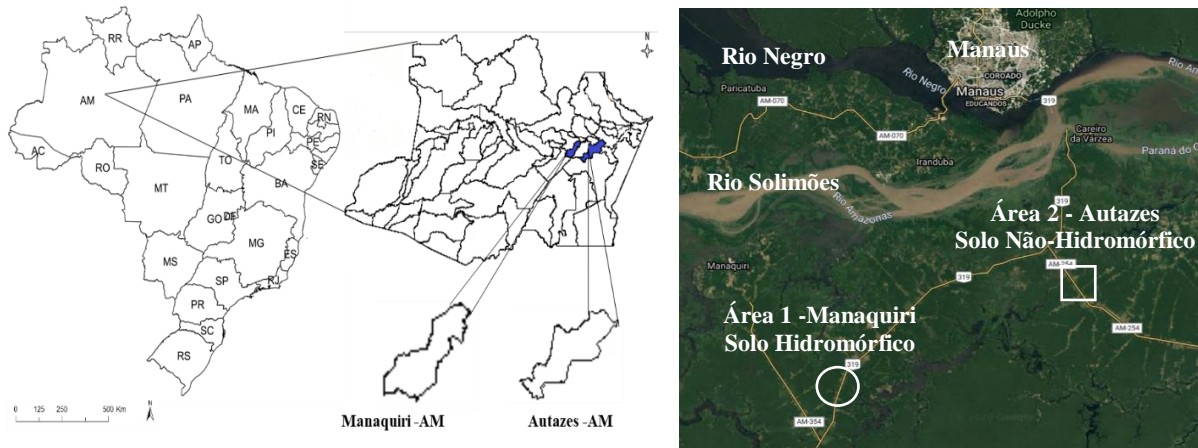 RR
AP
AM
PA
MA
CE
RN
PI
PE
SE
AC
RO
TO
BA
MT
GO
DF
MG
ES
MS
SP
RJ
PR
SC
RS
0 125 250 500 Km
N
N
Manaquiri -AM
Autazes -AM
Adolpho
Ducke
Rio Negro
Manaus
Rio Negro
Manaus
COROADO
EDUCANDOS
Paricatuba
AM-070
AM-070
319
Careiro
da Várzea
Iranduba
Rio Solimões
Rio Amazonas
319
Área 2 - Autazes
Solo Não-Hidromórfico
Manaquiri
319
AM-254
AM-254
Área 1 -Manaquiri
Solo Hidromórfico
319
AM-354